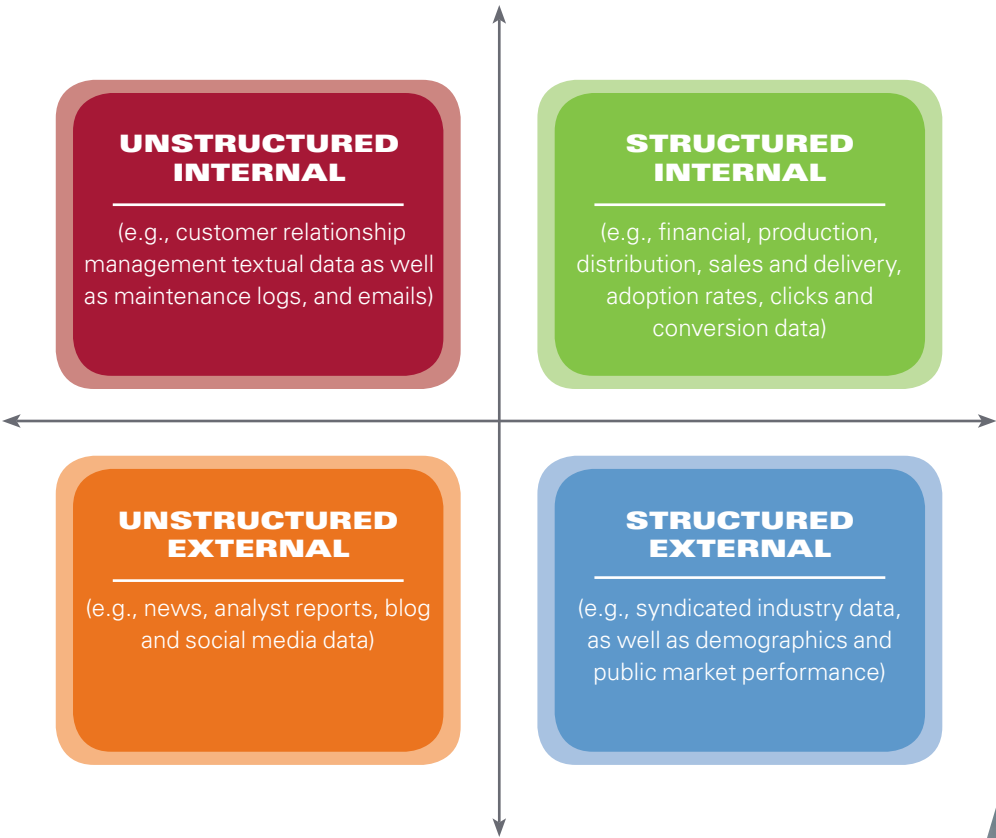 UNSTRUCTURED
INTERNAL
(e.g., customer relationship
management textual data as well
as maintenance logs, and emails)
STRUCTURED
INTERNAL
(e.g., financial, production,
distribution, sales and delivery,
adoption rates, clicks and
conversion data)
UNSTRUCTURED
EXTERNAL
(e.g., news, analyst reports, blog
and social media data)
STRUCTURED
EXTERNAL
(e.g., syndicated industry data,
as well as demographics and
public market performance)